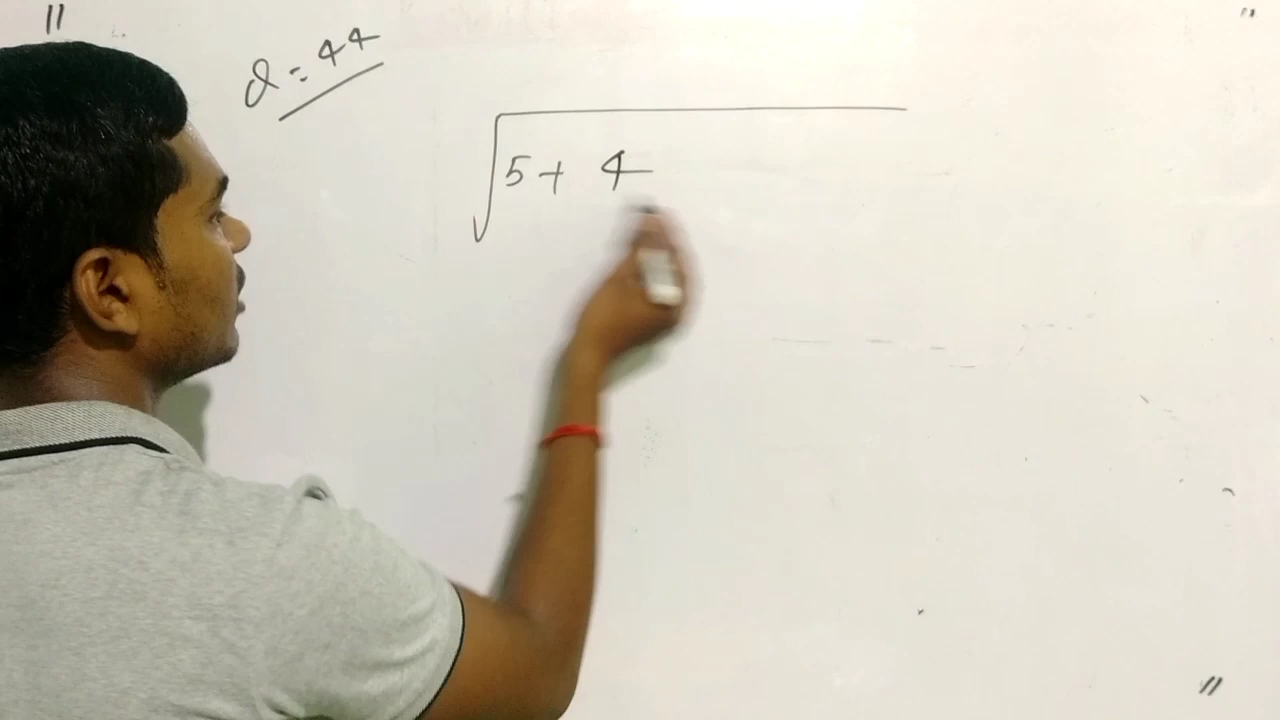 Q = 44
√5 + 4